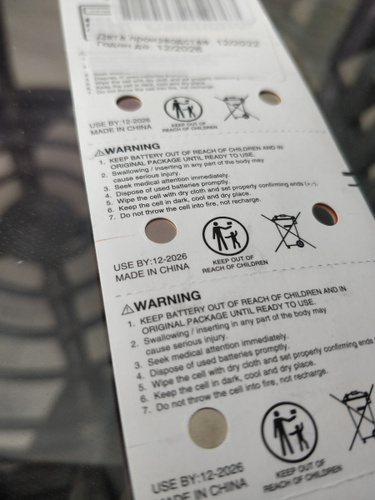 Дата производства: 12/2022
Годен до: 12/2026
USE BY:12-2026
MADE IN CHINA
KEEP OUT OF
REACH OF CHILDREN
⚠WARNING
1. KEEP BATTERY OUT OF REACH OF CHILDREN AND IN
ORIGINAL PACKAGE UNTIL READY TO USE.
2. Swallowing / inserting in any part of the body may
cause serious injury.
3. Seek medical attention immediately.
4. Dispose of used batteries promptly.
5. Wipe the cell with dry cloth and set properly confirming ends (+/-).
6. Keep the cell in dark, cool and dry place.
7. Do not throw the cell into fire, not recharge.
USE BY:12-2026
MADE IN CHINA
KEEP OUT OF
REACH OF CHILDREN
⚠WARNING
1. KEEP BATTERY OUT OF REACH OF CHILDREN AND IN
ORIGINAL PACKAGE UNTIL READY TO USE.
2. Swallowing / inserting in any part of the body may
cause serious injury.
3. Seek medical attention immediately.
4. Dispose of used batteries promptly.
5. Wipe the cell with dry cloth and set properly confirming ends
6. Keep the cell in dark, cool and dry place.
7. Do not throw the cell into fire, not recharge.
USE BY:12-2026
MADE IN CHINA
KEEP OUT OF
REACH OF CHILDREN